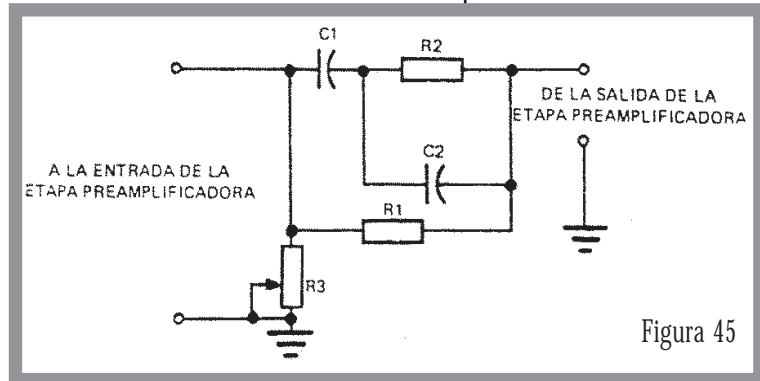 C1
R2
DE LA SALIDA DE LA
ETAPA PREAMPLIFICADORA
C2
A LA ENTRADA DE LA
ETAPA PREAMPLIFICADORA
R1
R3
Figura 45